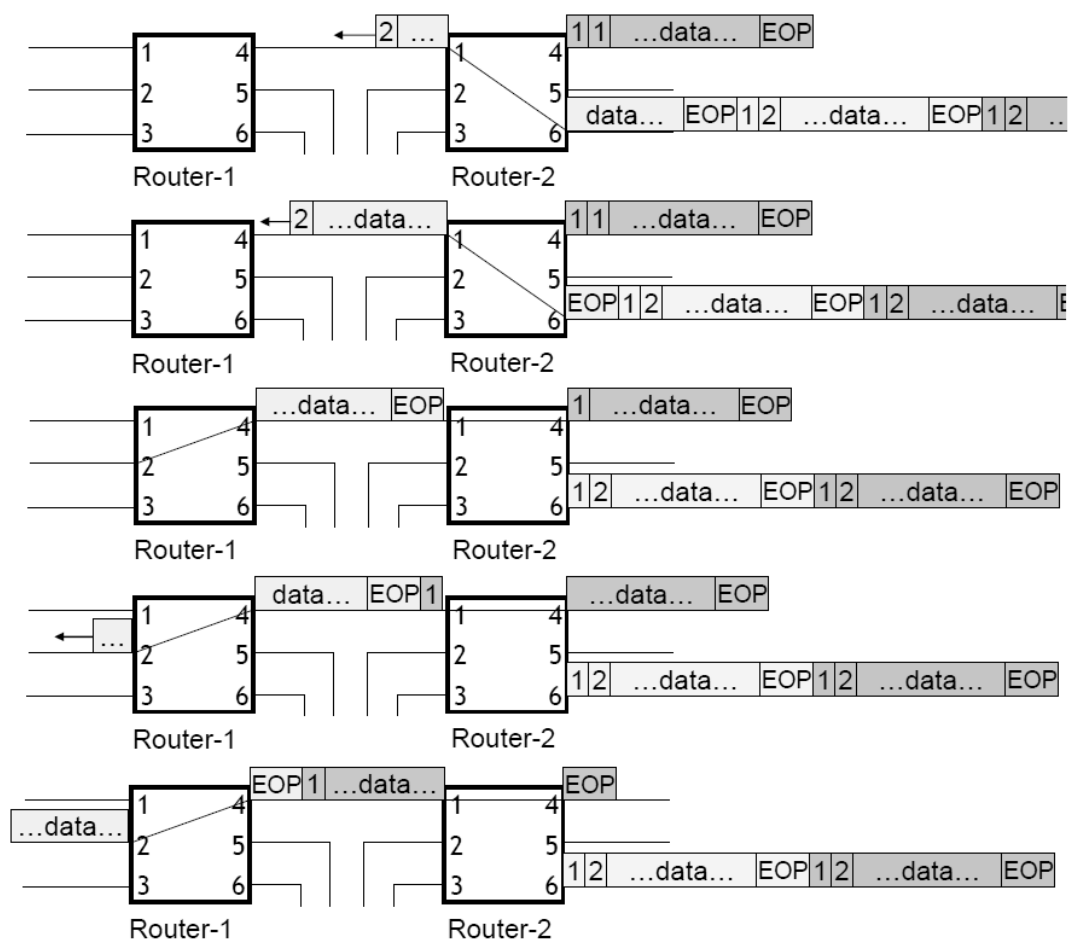 2 … 1 1 …data… EOP
1 4 1 4
2 5 2 5
data… EOP 1 2 …data… EOP 1 2 ..
3 6 3 6
Router-1 Router-2
2 …data… 1 1 …data… EOP
1 4 1 4
2 5 2 5
EOP 1 2 …data… EOP 1 2 …data… E
3 6 3 6
Router-1 Router-2
…data… EOP 1 …data… EOP
1 4 1 4
2 5 2 5
1 2 …data… EOP 1 2 …data… EOP
3 6 3 6
Router-1 Router-2
data… EOP 1 …data… EOP
1 4 1 4
…
2 5 2 5
1 2 …data… EOP 1 2 …data… EOP
3 6 3 6
Router-1 Router-2
EOP 1 …data… EOP
1 4 1 4
…data…
2 5 2 5
1 2 …data… EOP 1 2 …data… EOP
3 6 3 6
Router-1 Router-2